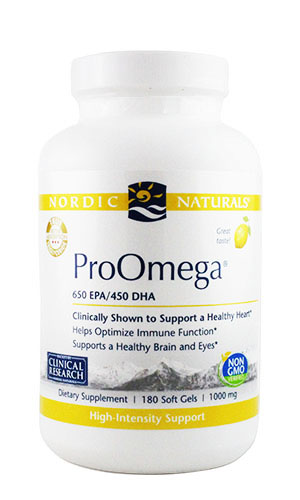 NORDIC NATURALS®
Great
taste!
ProOmega®
650 EPA/450 DHA
Clinically Shown to Support a Healthy Heart*
Helps Optimize Immune Function*
Supports a Healthy Brain and Eyes*
CLINICAL
RESEARCH
NON
GMO
VERIFIED
Dietary Supplement | 180 Soft Gels | 1000 mg
High-Intensity Support